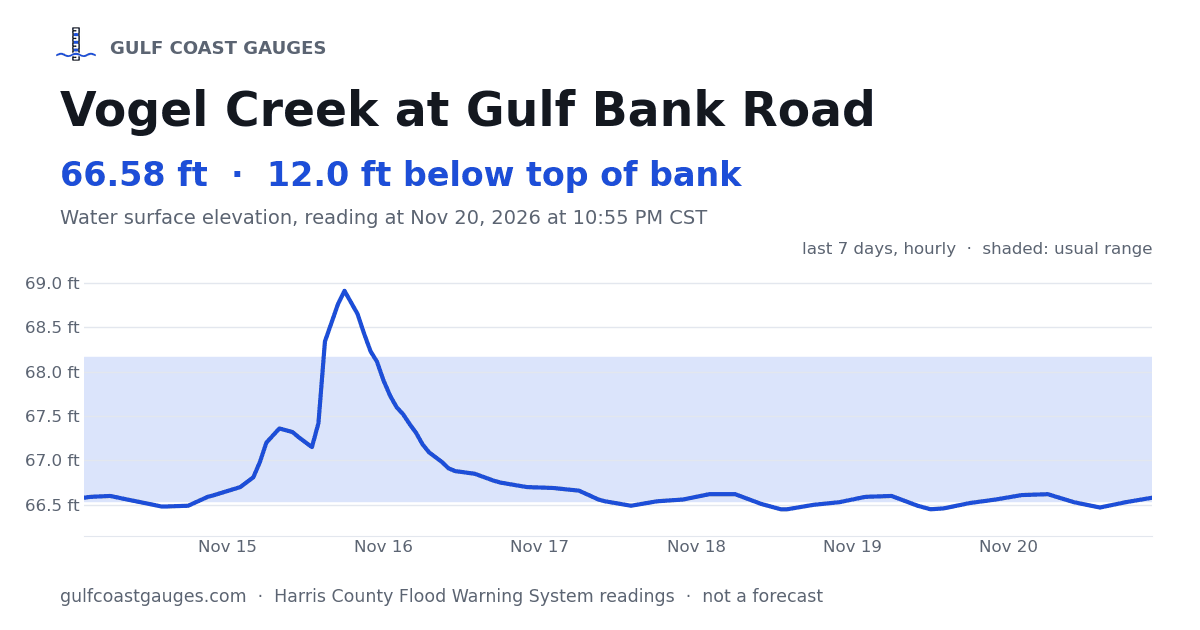 GULF COAST GAUGES
Vogel Creek at Gulf Bank Road
66.58 ft · 12.0 ft below top of bank
Water surface elevation, reading at Nov 20, 2026 at 10:55 PM CST
last 7 days, hourly · shaded: usual range
69.0 ft
68.5 ft
68.0 ft
67.5 ft
67.0 ft
66.5 ft
Nov 15 Nov 16 Nov 17 Nov 18 Nov 19 Nov 20
gulfcoastgauges.com · Harris County Flood Warning System readings · not a forecast